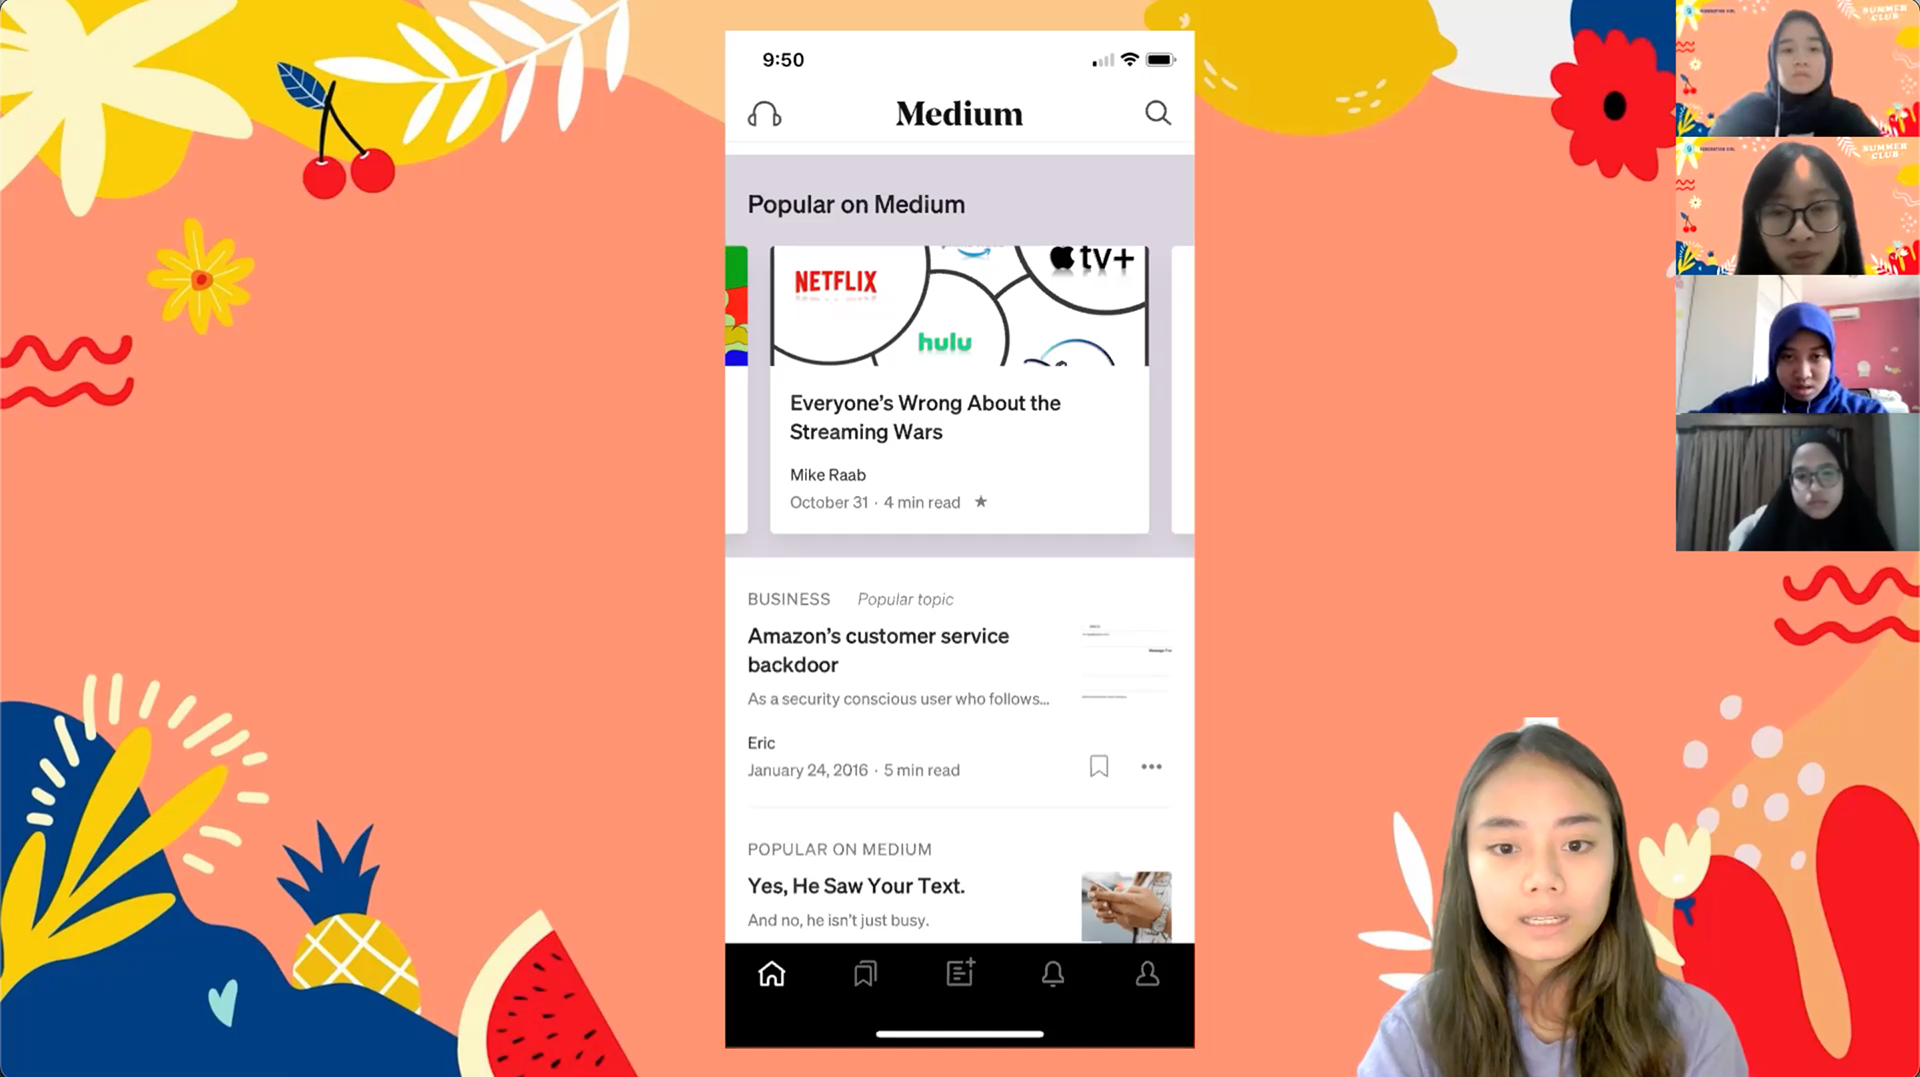 9:50
Medium
Popular on Medium
NETFLIX
tv+
hulu
Everyone's Wrong About the
Streaming Wars
Mike Raab
October 31 · 4 min read ★
BUSINESS Popular topic
Amazon's customer service
backdoor
As a security conscious user who follows...
Eric
January 24, 2016 · 5 min read
POPULAR ON MEDIUM
Yes, He Saw Your Text.
And no, he isn't just busy.
SUMMER
CLUB
GENERATION GIRL
SUMMER
CLUB